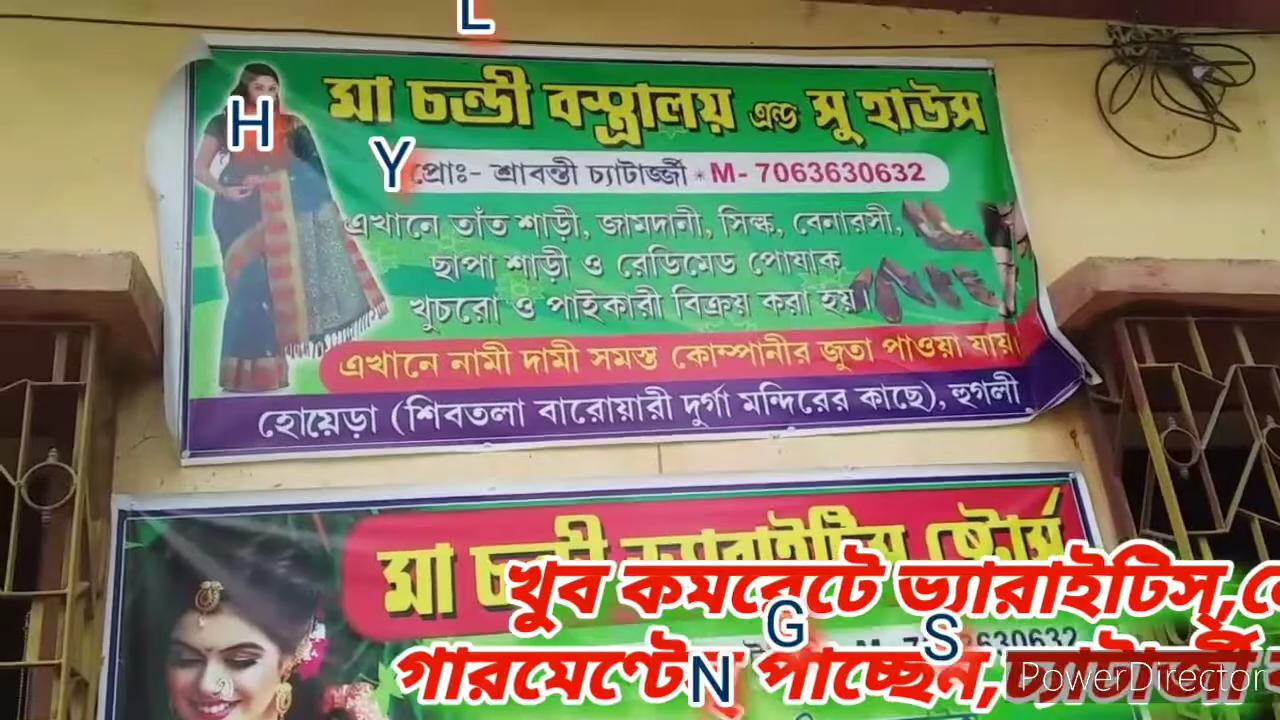 L
H
Y
মা চন্ডী বস্ত্রালয় এন্ড সু হাউস
প্রোঃ- শ্রাবন্তী চ্যাটার্জ্জী * M- 7063630632
এখানে তাঁত শাড়ী, জামদানী, সিল্ক, বেনারসী,
ছাপা শাড়ী ও রেডিমেড পোষাক
খুচরো ও পাইকারী বিক্রয় করা হয়।
এখানে নামী দামী সমস্ত কোম্পানীর জুতা পাওয়া যায়।
হোয়েড়া (শিবতলা বারোয়ারী দুর্গা মন্দিরের কাছে), হুগলী
মা চন্ডী ভ্যারাইটিস ষ্টোর্স
খুব কমরেটে ভ্যারাইটিস,
G
S
পাচ্ছেন,
N
PowerDirector